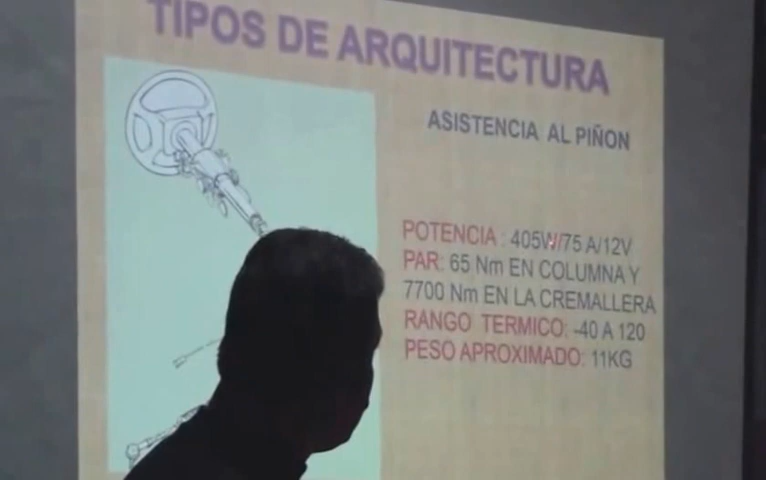 TIPOS DE ARQUITECTURA
ASISTENCIA AL PIÑON
POTENCIA : 405W/75 A/12V
PAR: 65 Nm EN COLUMNA Y
7700 Nm EN LA CREMALLERA
RANGO TERMICO: -40 A 120
PESO APROXIMADO: 11KG